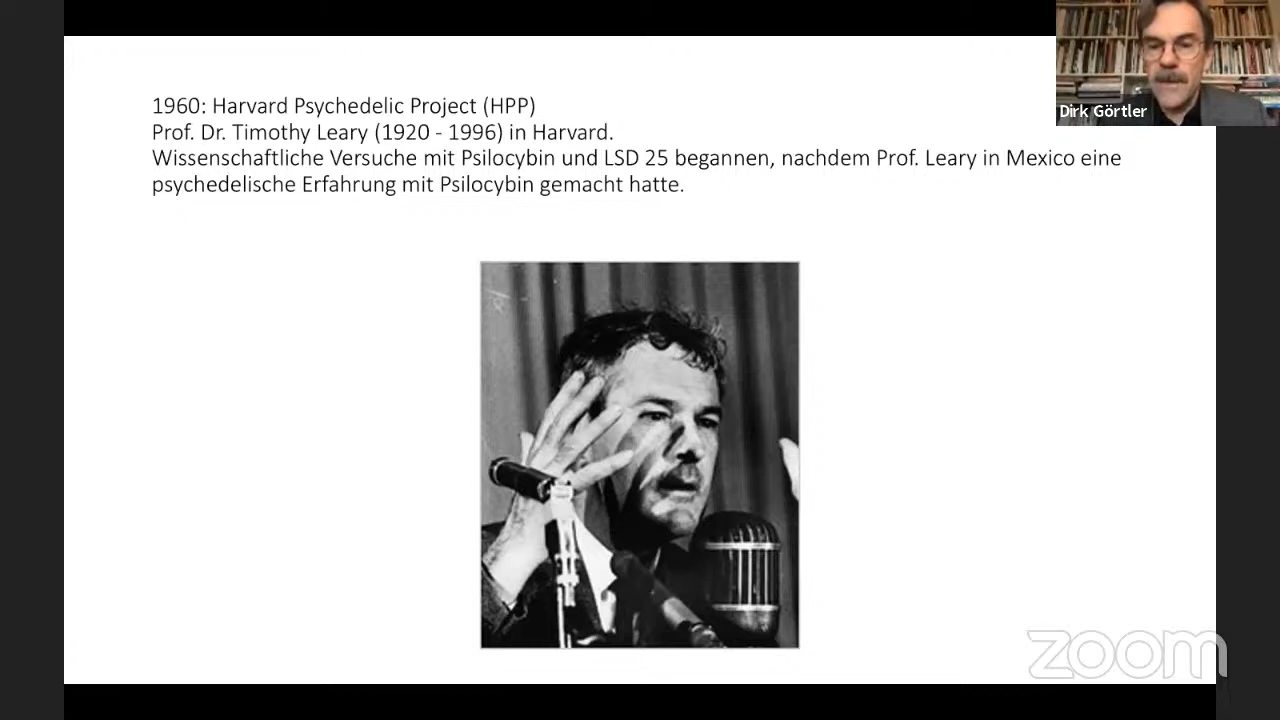 1960: Harvard Psychedelic Project (HPP)
Prof. Dr. Timothy Leary (1920 - 1996) in Harvard.
Wissenschaftliche Versuche mit Psilocybin und LSD 25 begannen, nachdem Prof. Leary in Mexico eine
psychedelische Erfahrung mit Psilocybin gemacht hatte.
Dirk Görtler
zoom